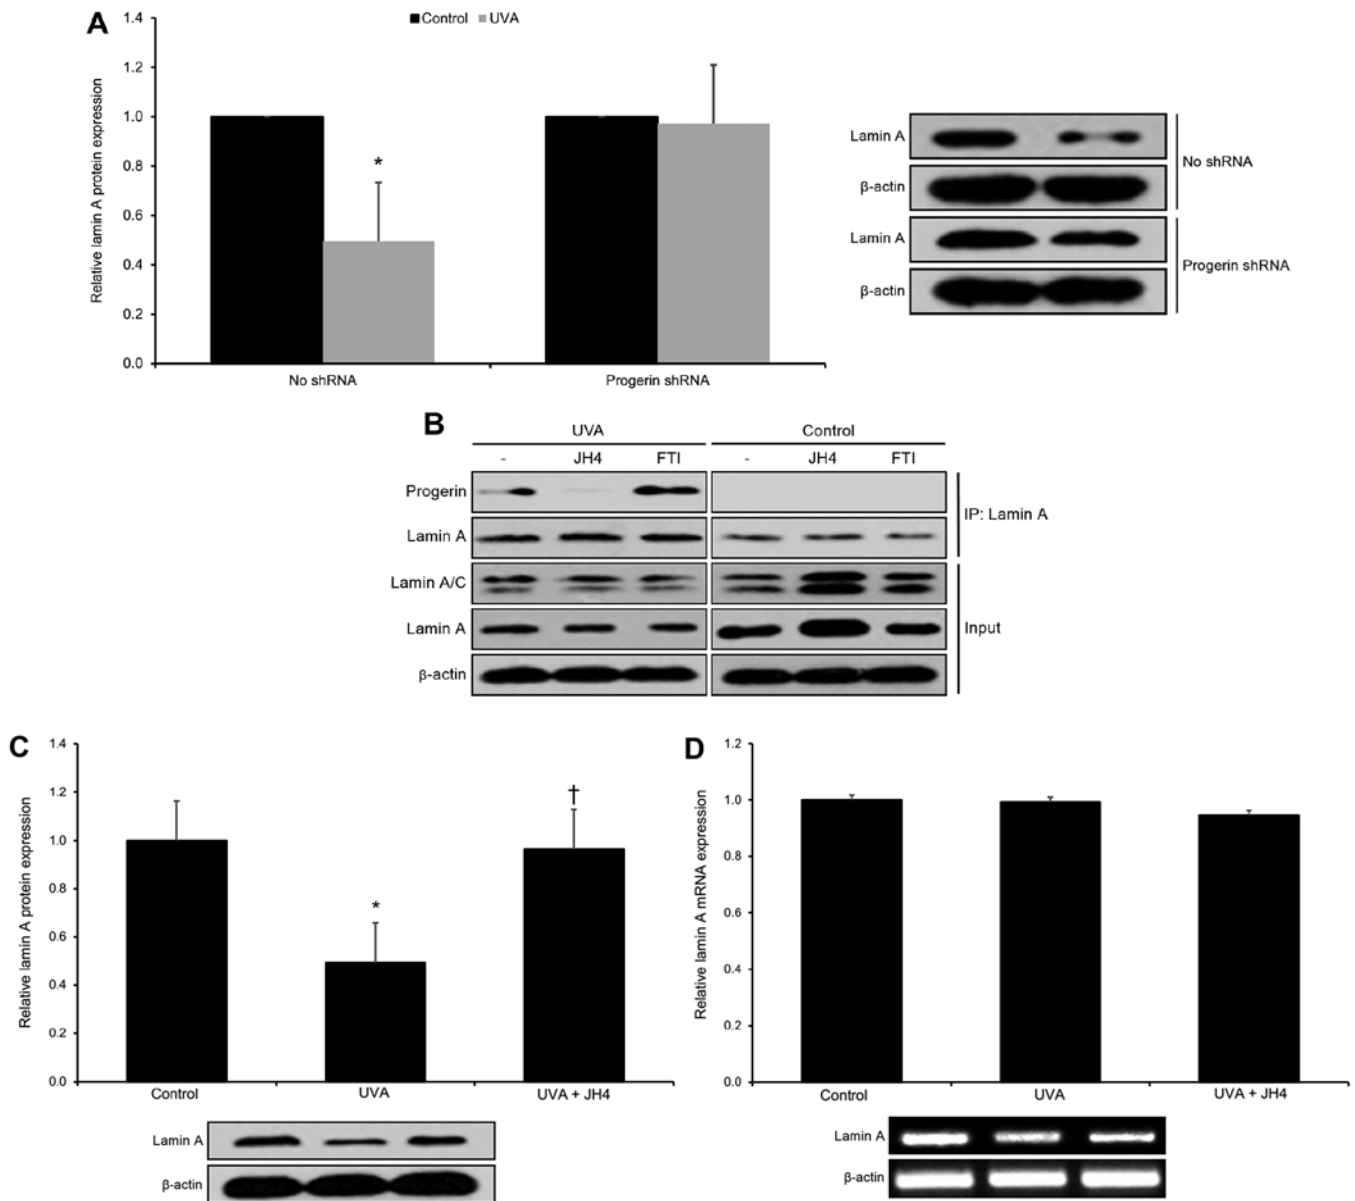 A
Control UVA
Relative lamin A protein expression
1.4
1.2
1.0
0.8
0.6
0.4
0.2
0.0
*
No shRNA
Progerin shRNA
Lamin A
β-actin
No shRNA
Lamin A
β-actin
Progerin shRNA
B
UVA Control
- JH4 FTI - JH4 FTI
Progerin
Lamin A
IP: Lamin A
Lamin A/C
Lamin A
β-actin
Input
C
Relative lamin A protein expression
1.4
1.2
1.0
0.8
0.6
0.4
0.2
0.0
*
†
Control UVA UVA + JH4
Lamin A
β-actin
D
Relative lamin A mRNA expression
1.2
1.0
0.8
0.6
0.4
0.2
0.0
Control UVA UVA + JH4
Lamin A
β-actin